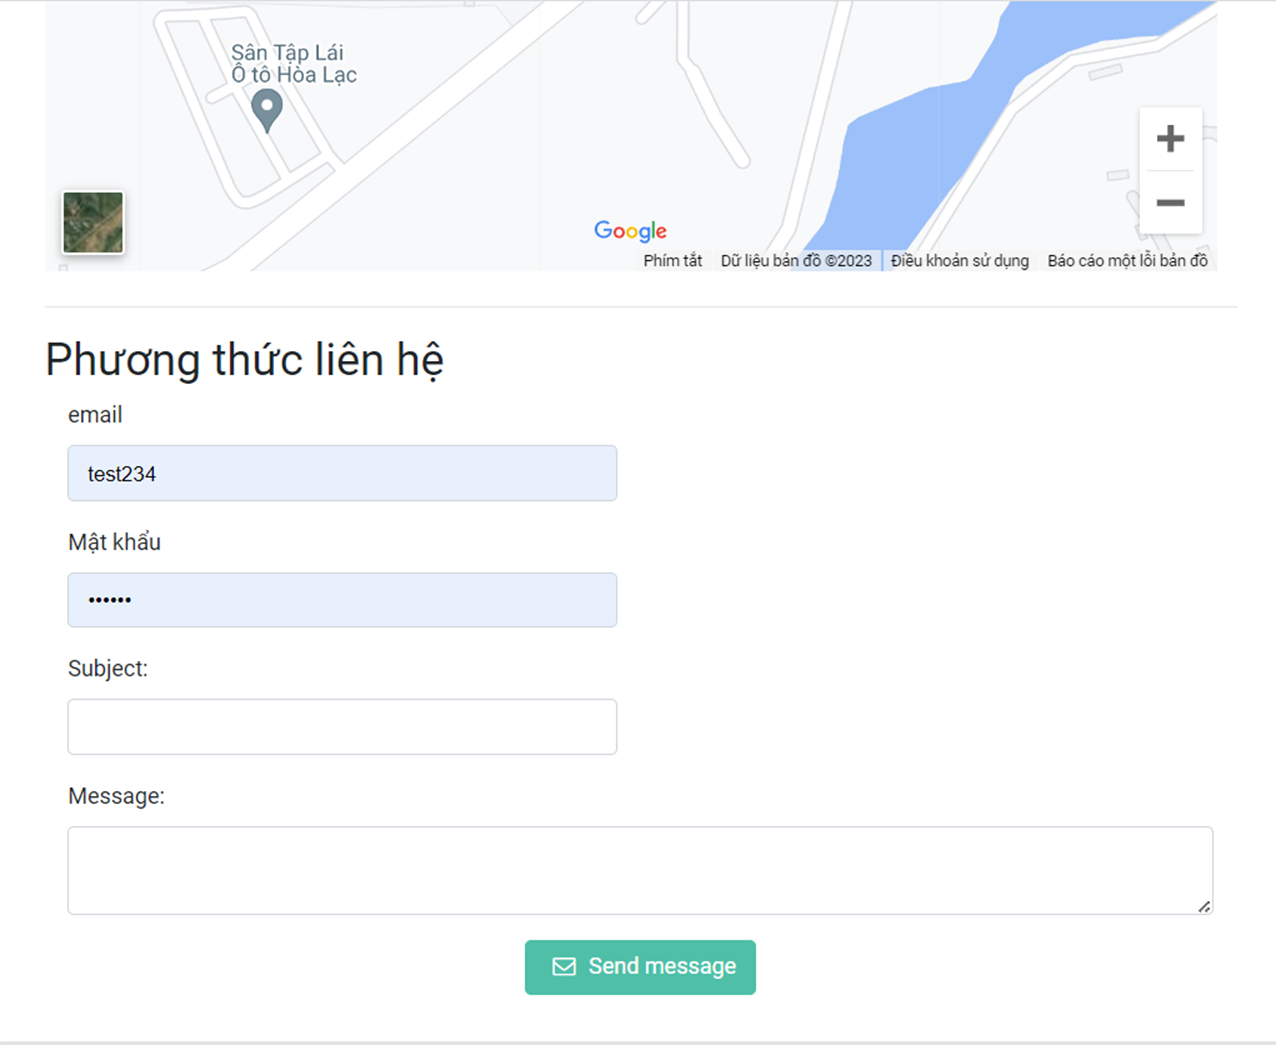 Sân Tập Lái
Ô tô Hòa Lạc
Google
Phím tắt Dữ liệu bản đồ ©2023 Điều khoản sử dụng Báo cáo một lỗi bản đồ
Phương thức liên hệ
email
test234
Mật khẩu
••••••
Subject:
Message:
Send message